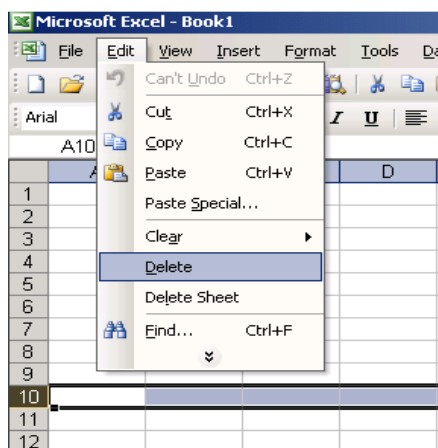 Microsoft Excel - Book1
File Edit View Insert Format Tools
Can't Undo Ctrl+Z
Arial
Cut Ctrl+X
I U
A10
Copy Ctrl+C
Paste Ctrl+V
D
Paste Special...
1
2
3
Clear
4
Delete
5
Delete Sheet
6
7
Find... Ctrl+F
8
9
10
11
12